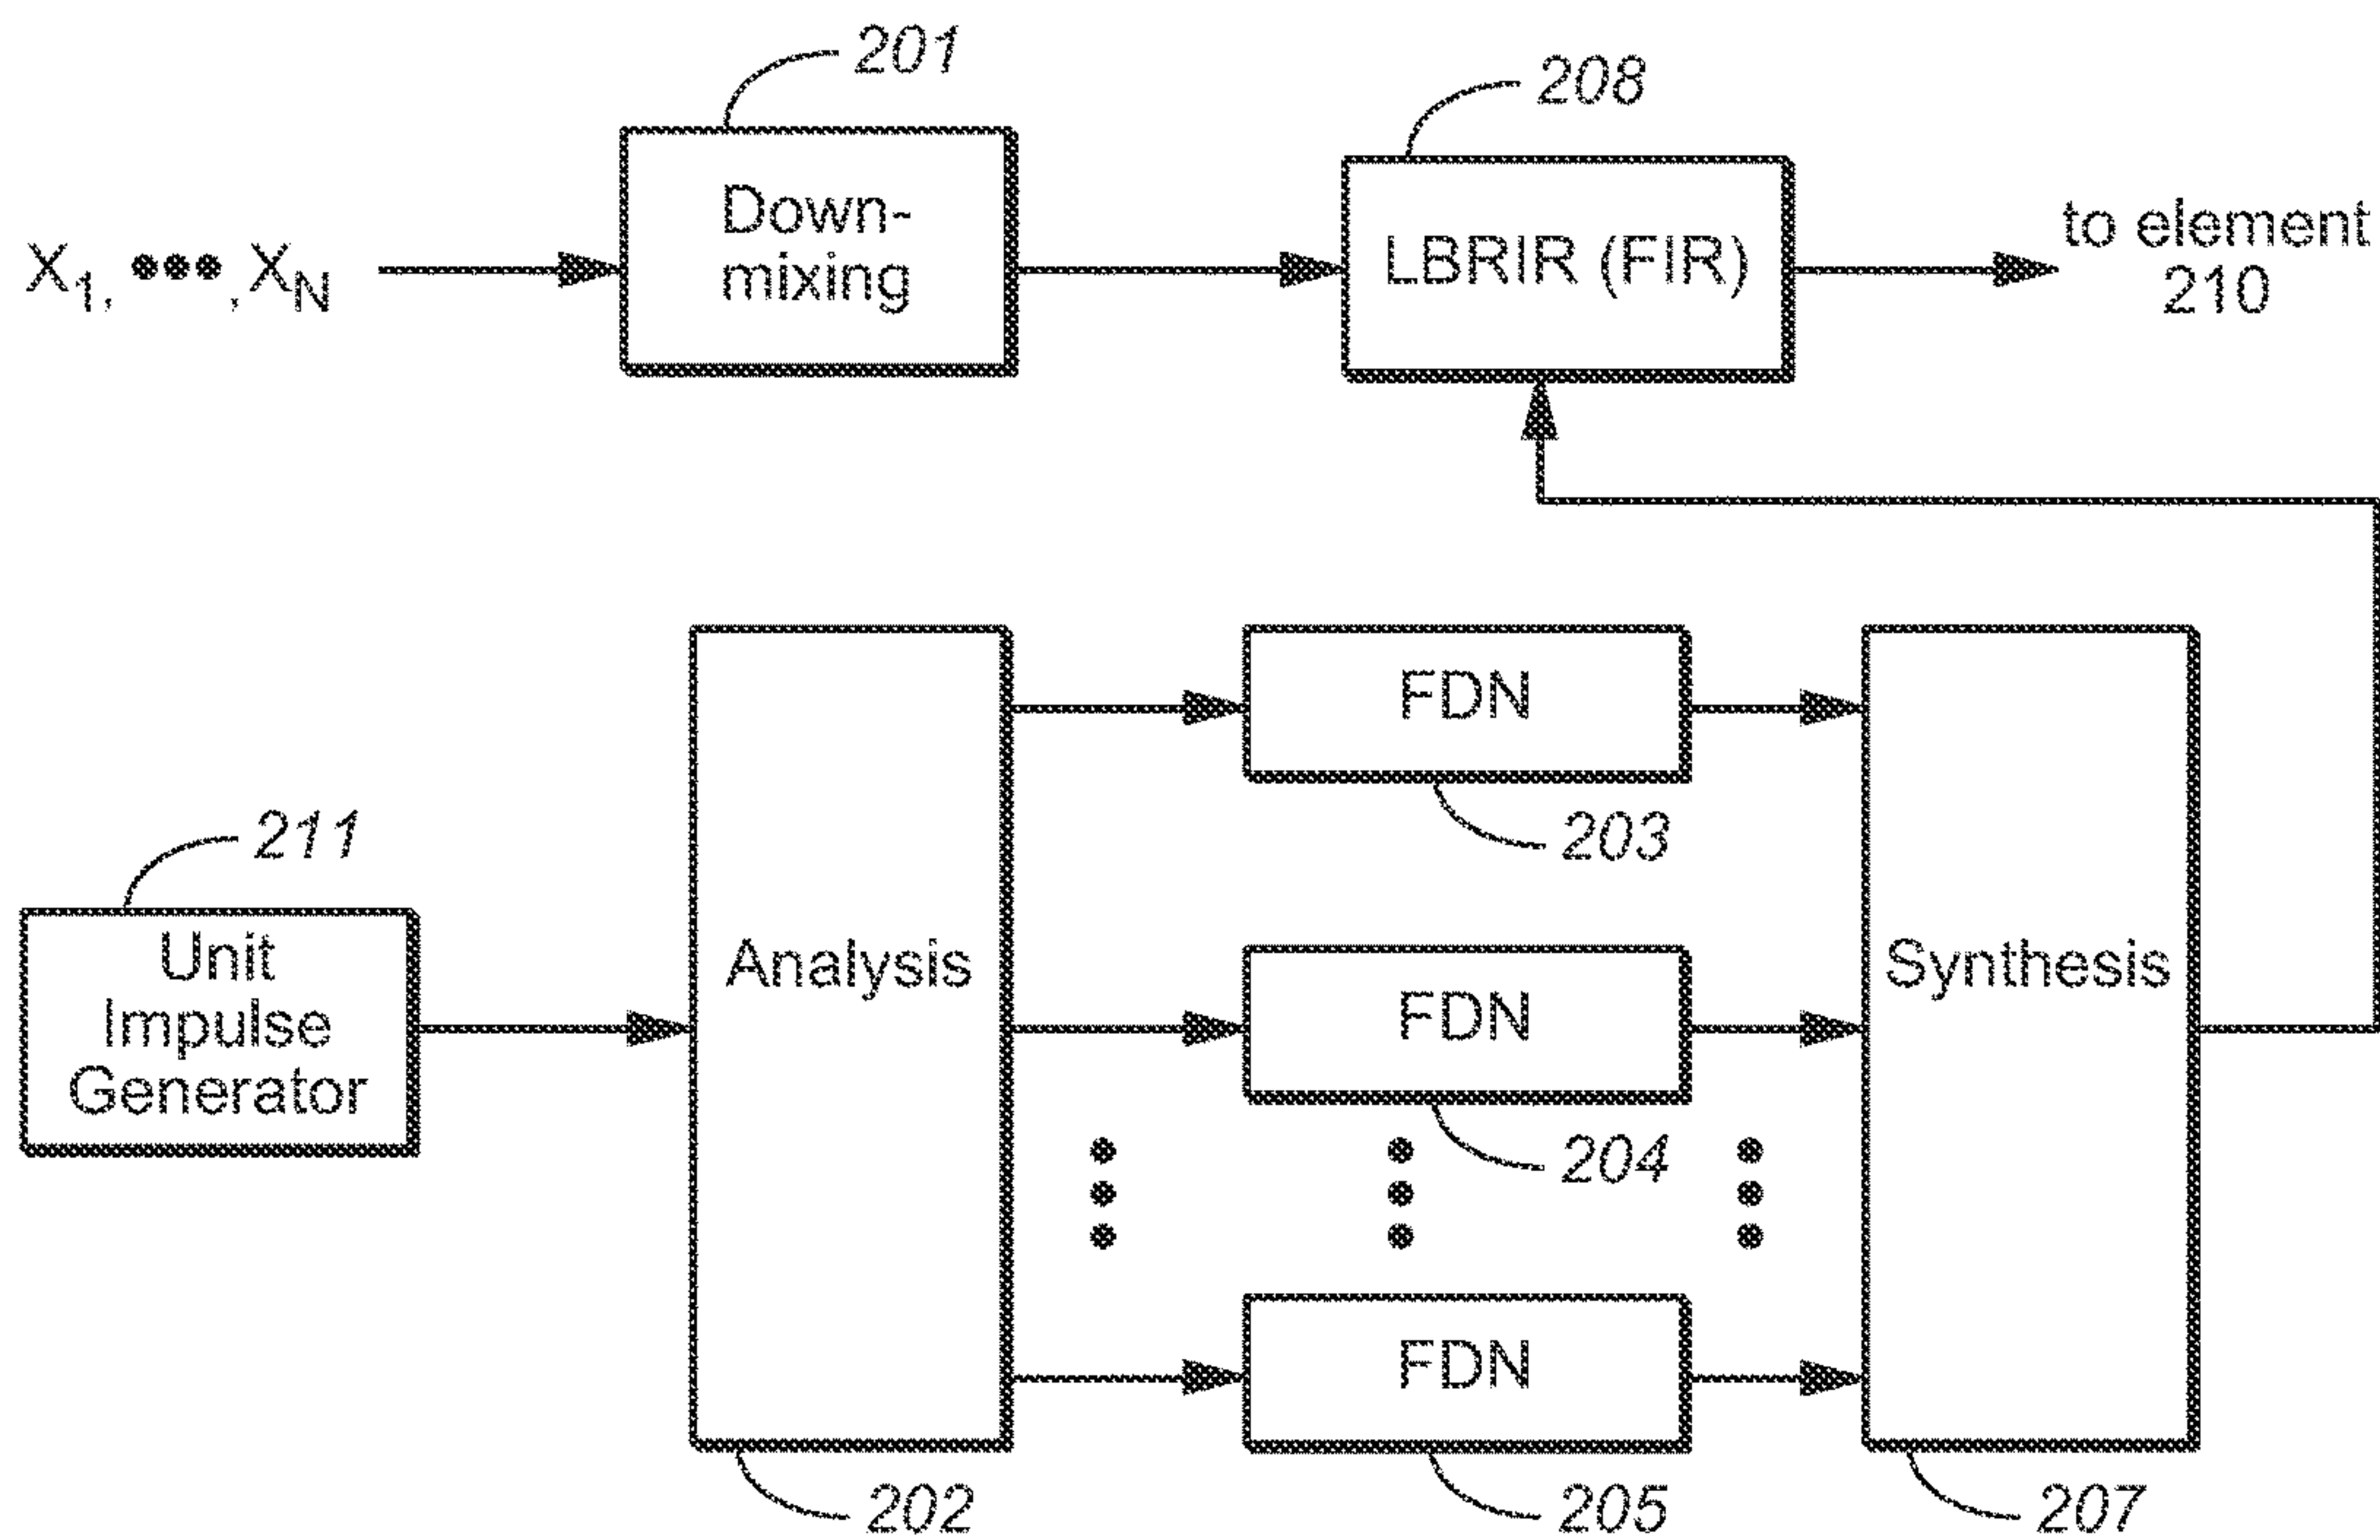 201
208
Down-
mixing
X1, •••, XN
LBRIR (FIR)
to element
210
FDN
203
211
Unit
Impulse
Generator
Analysis
FDN
Synthesis
204
FDN
202
205
207